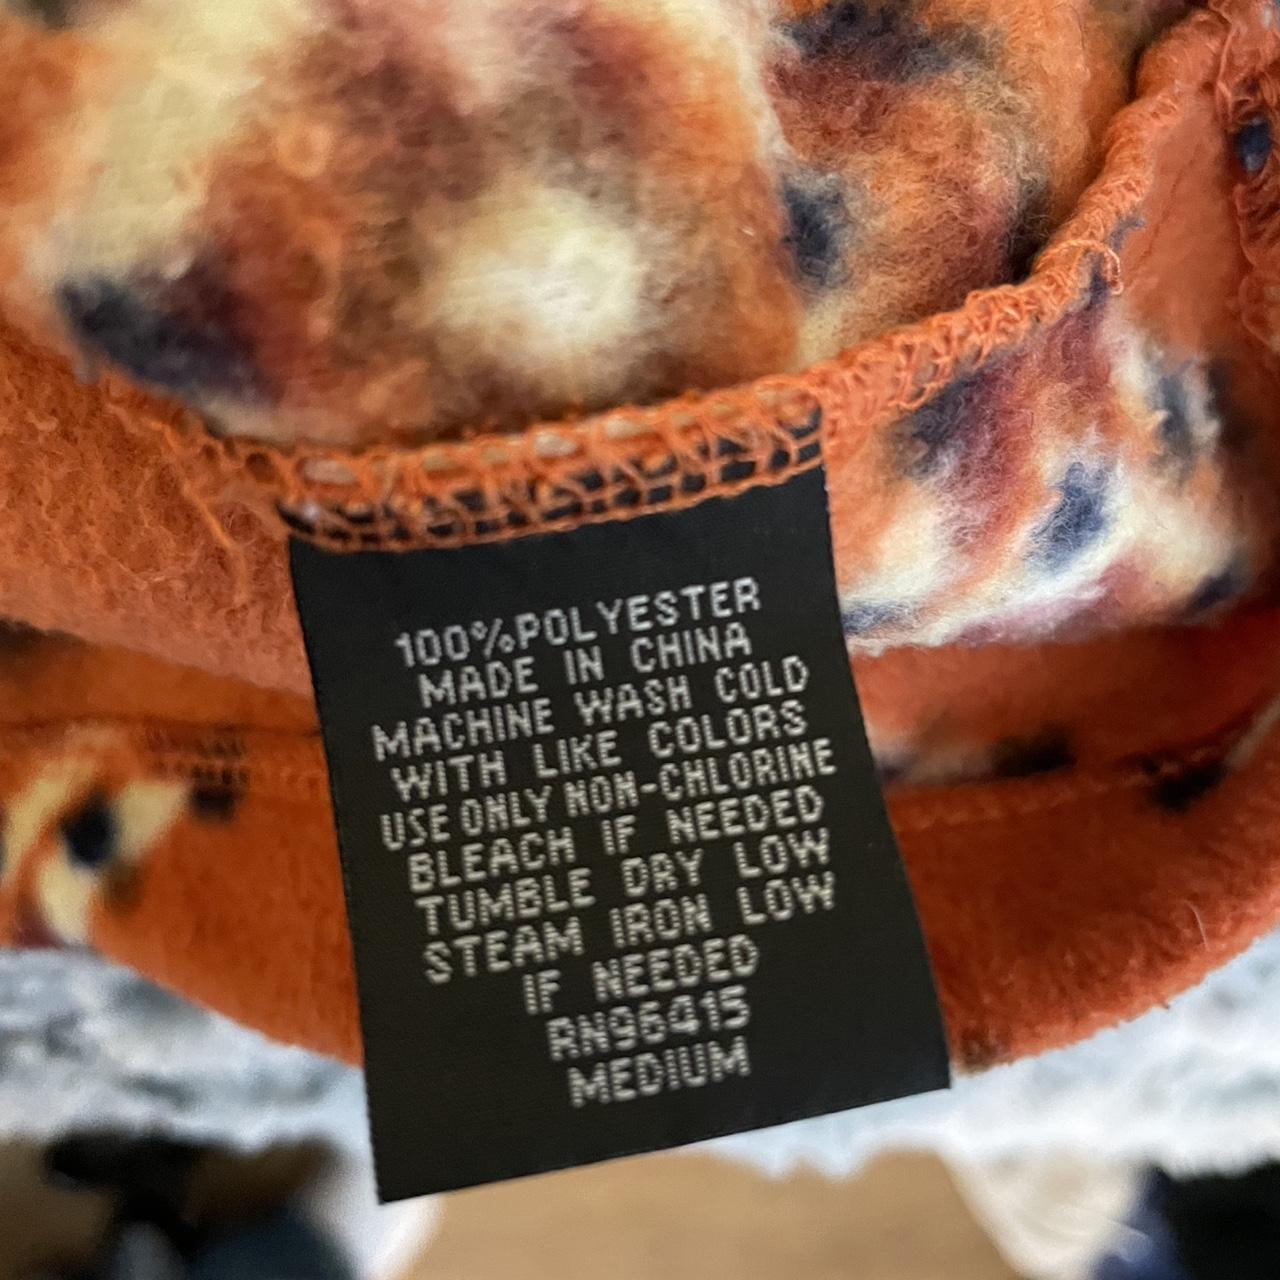 100%POLYESTER
MADE IN CHINA
MACHINE WASH COLD
WITH LIKE COLORS
USE ONLY NON-CHLORINE
BLEACH IF NEEDED
TUMBLE DRY LOW
STEAM IRON LOW
IF NEEDED
RN96415
MEDIUM